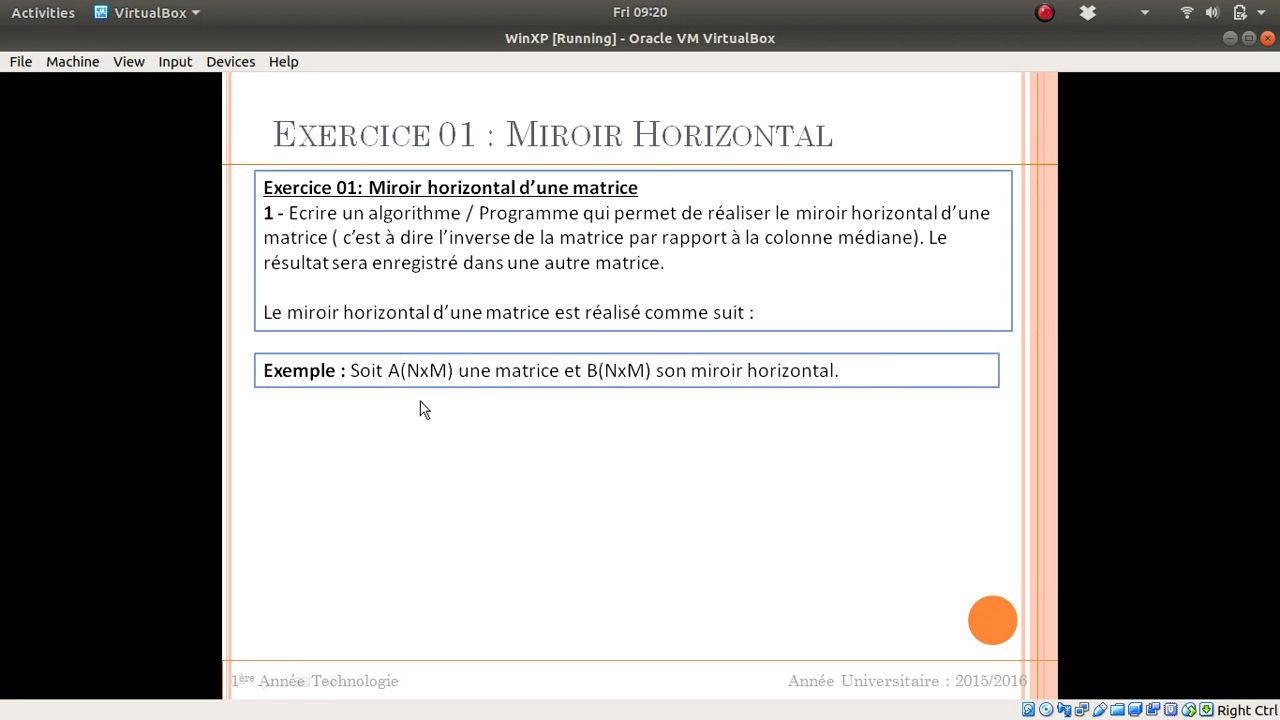 Activities VirtualBox Fri 09:20
WinXP [Running] - Oracle VM VirtualBox
File Machine View Input Devices Help
EXERCICE 01 : MIROIR HORIZONTAL
Exercice 01: Miroir horizontal d’une matrice
1 - Ecrire un algorithme / Programme qui permet de réaliser le miroir horizontal d’une
matrice ( c’est à dire l’inverse de la matrice par rapport à la colonne médiane). Le
résultat sera enregistré dans une autre matrice.
Le miroir horizontal d’une matrice est réalisé comme suit :
Exemple : Soit A(NxM) une matrice et B(NxM) son miroir horizontal.
1ère Année Technologie Année Universitaire : 2015/2016
Right Ctrl